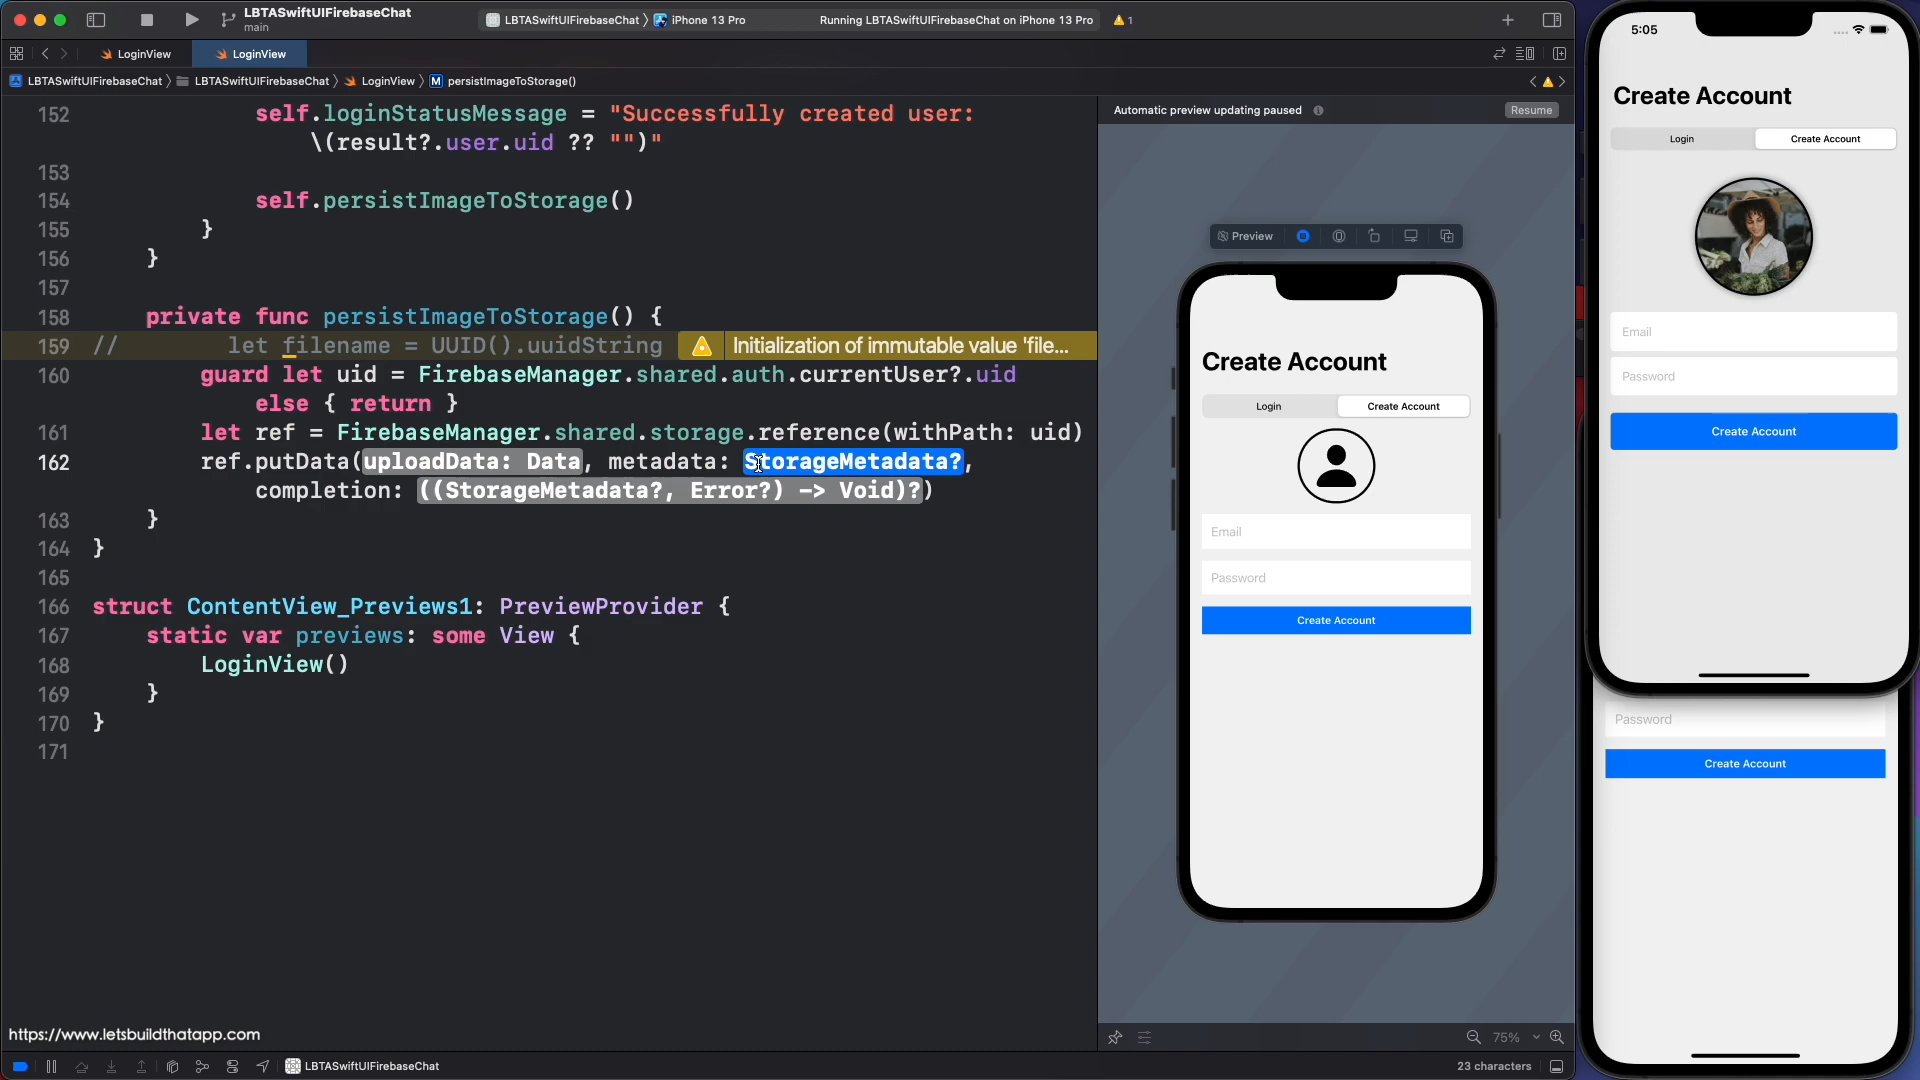 LBTASwiftUIFirebaseChat
main
LBTASwiftUIFirebaseChat
iPhone 13 Pro
Running LBTASwiftUIFirebaseChat on iPhone 13 Pro
1
LoginView
LoginView
LBTASwiftUIFirebaseChat
LBTASwiftUIFirebaseChat
LoginView
M
persistImageToStorage()
152 self.loginStatusMessage = "Successfully created user:
\(result?.user.uid ?? "")"
153
154 self.persistImageToStorage()
155 }
156 }
157
158 private func persistImageToStorage() {
159 // let filename = UUID().uuidString
Initialization of immutable value 'file...
160 guard let uid = FirebaseManager.shared.auth.currentUser?.uid
else { return }
161 let ref = FirebaseManager.shared.storage.reference(withPath: uid)
162 ref.putData(uploadData: Data, metadata: StorageMetadata?,
completion: ((StorageMetadata?, Error?) -> Void)?)
163 }
164 }
165
166 struct ContentView_Previews1: PreviewProvider {
167 static var previews: some View {
168 LoginView()
169 }
170 }
171
https://www.letsbuildthatapp.com
LBTASwiftUIFirebaseChat
Automatic preview updating paused
Resume
Preview
Create Account
Login
Create Account
Email
Password
Create Account
75%
23 characters
5:05
Create Account
Login
Create Account
Email
Password
Create Account
Password
Create Account